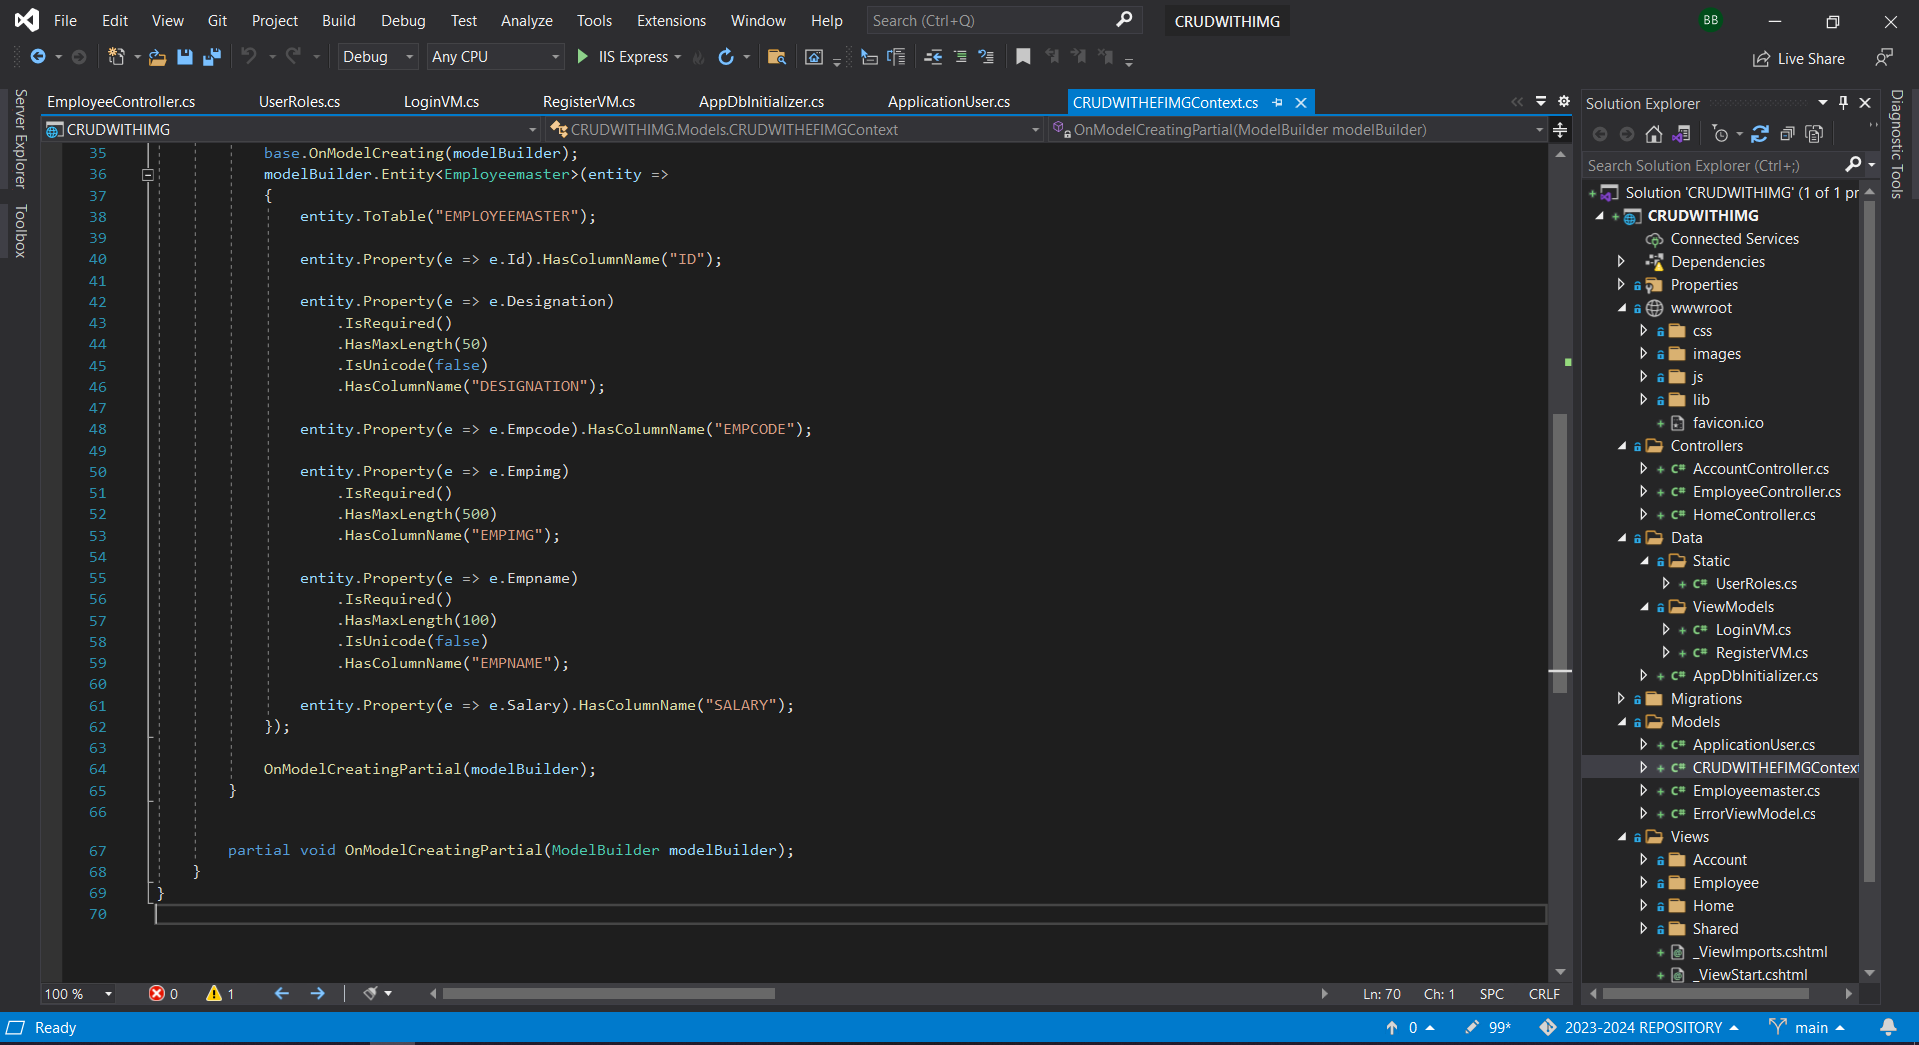 File Edit View Git Project Build Debug Test Analyze Tools Extensions Window Help Search (Ctrl+Q) CRUDWITHIMG BB
Debug Any CPU IIS Express Live Share
Server Explorer
Toolbox
EmployeeController.cs UserRoles.cs LoginVM.cs RegisterVM.cs AppDbInitializer.cs ApplicationUser.cs CRUDWITHEFIMGContext.cs
CRUDWITHIMG CRUDWITHIMG.Models.CRUDWITHEFIMGContext OnModelCreatingPartial(ModelBuilder modelBuilder)
35 base.OnModelCreating(modelBuilder);
36 modelBuilder.Entity<Employeemaster>(entity =>
37 {
38 entity.ToTable("EMPLOYEEMASTER");
39
40 entity.Property(e => e.Id).HasColumnName("ID");
41
42 entity.Property(e => e.Designation)
43 .IsRequired()
44 .HasMaxLength(50)
45 .IsUnicode(false)
46 .HasColumnName("DESIGNATION");
47
48 entity.Property(e => e.Empcode).HasColumnName("EMPCODE");
49
50 entity.Property(e => e.Empimg)
51 .IsRequired()
52 .HasMaxLength(500)
53 .HasColumnName("EMPIMG");
54
55 entity.Property(e => e.Empname)
56 .IsRequired()
57 .HasMaxLength(100)
58 .IsUnicode(false)
59 .HasColumnName("EMPNAME");
60
61 entity.Property(e => e.Salary).HasColumnName("SALARY");
62 });
63
64 OnModelCreatingPartial(modelBuilder);
65 }
66
67 partial void OnModelCreatingPartial(ModelBuilder modelBuilder);
68 }
69 }
70
100 % 0 1 Ln: 70 Ch: 1 SPC CRLF
Solution Explorer
Search Solution Explorer (Ctrl+;)
Solution 'CRUDWITHIMG' (1 of 1 pr
CRUDWITHIMG
Connected Services
Dependencies
Properties
wwwroot
css
images
js
lib
favicon.ico
Controllers
C# AccountController.cs
C# EmployeeController.cs
C# HomeController.cs
Data
Static
C# UserRoles.cs
ViewModels
C# LoginVM.cs
C# RegisterVM.cs
C# AppDbInitializer.cs
Migrations
Models
C# ApplicationUser.cs
C# CRUDWITHEFIMGContext
C# Employeemaster.cs
C# ErrorViewModel.cs
Views
Account
Employee
Home
Shared
_ViewImports.cshtml
_ViewStart.cshtml
Diagnostic Tools
Ready 0 99* 2023-2024 REPOSITORY main